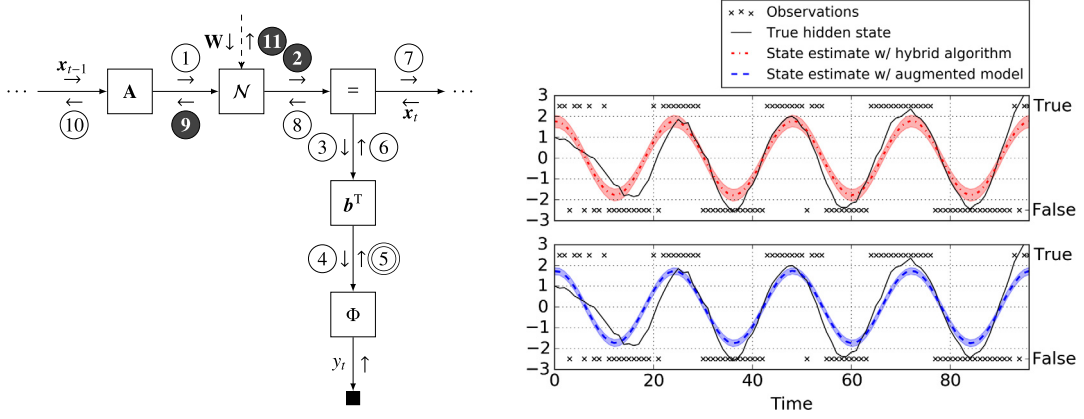 W ↓ ↑ 11
1 2 7
x_{t−1}
··· A 𝒩 = ···
x_t
10 9 8
3 ↓ ↑ 6
b^T
4 ↓ ↑ 5
Φ
y_t ↑
Observations
True hidden state
State estimate w/ hybrid algorithm
State estimate w/ augmented model
3 True
2
1
0
−1
−2 False
−3
3 True
2
1
0
−1
−2 False
−3
0 20 40 60 80
Time